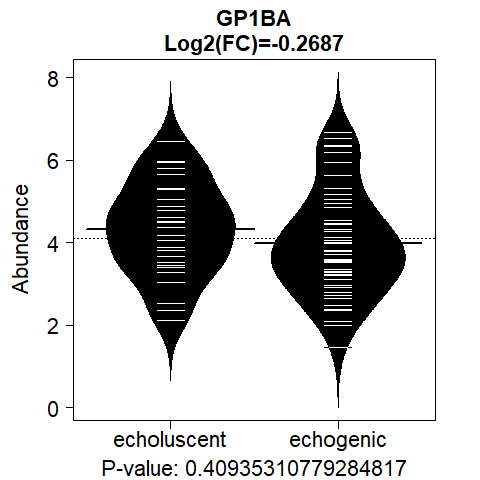 GP1BA
Log2(FC)=-0.2687
8
6
4
2
0
Abundance
echoluscent echogenic
P-value: 0.40935310779284817